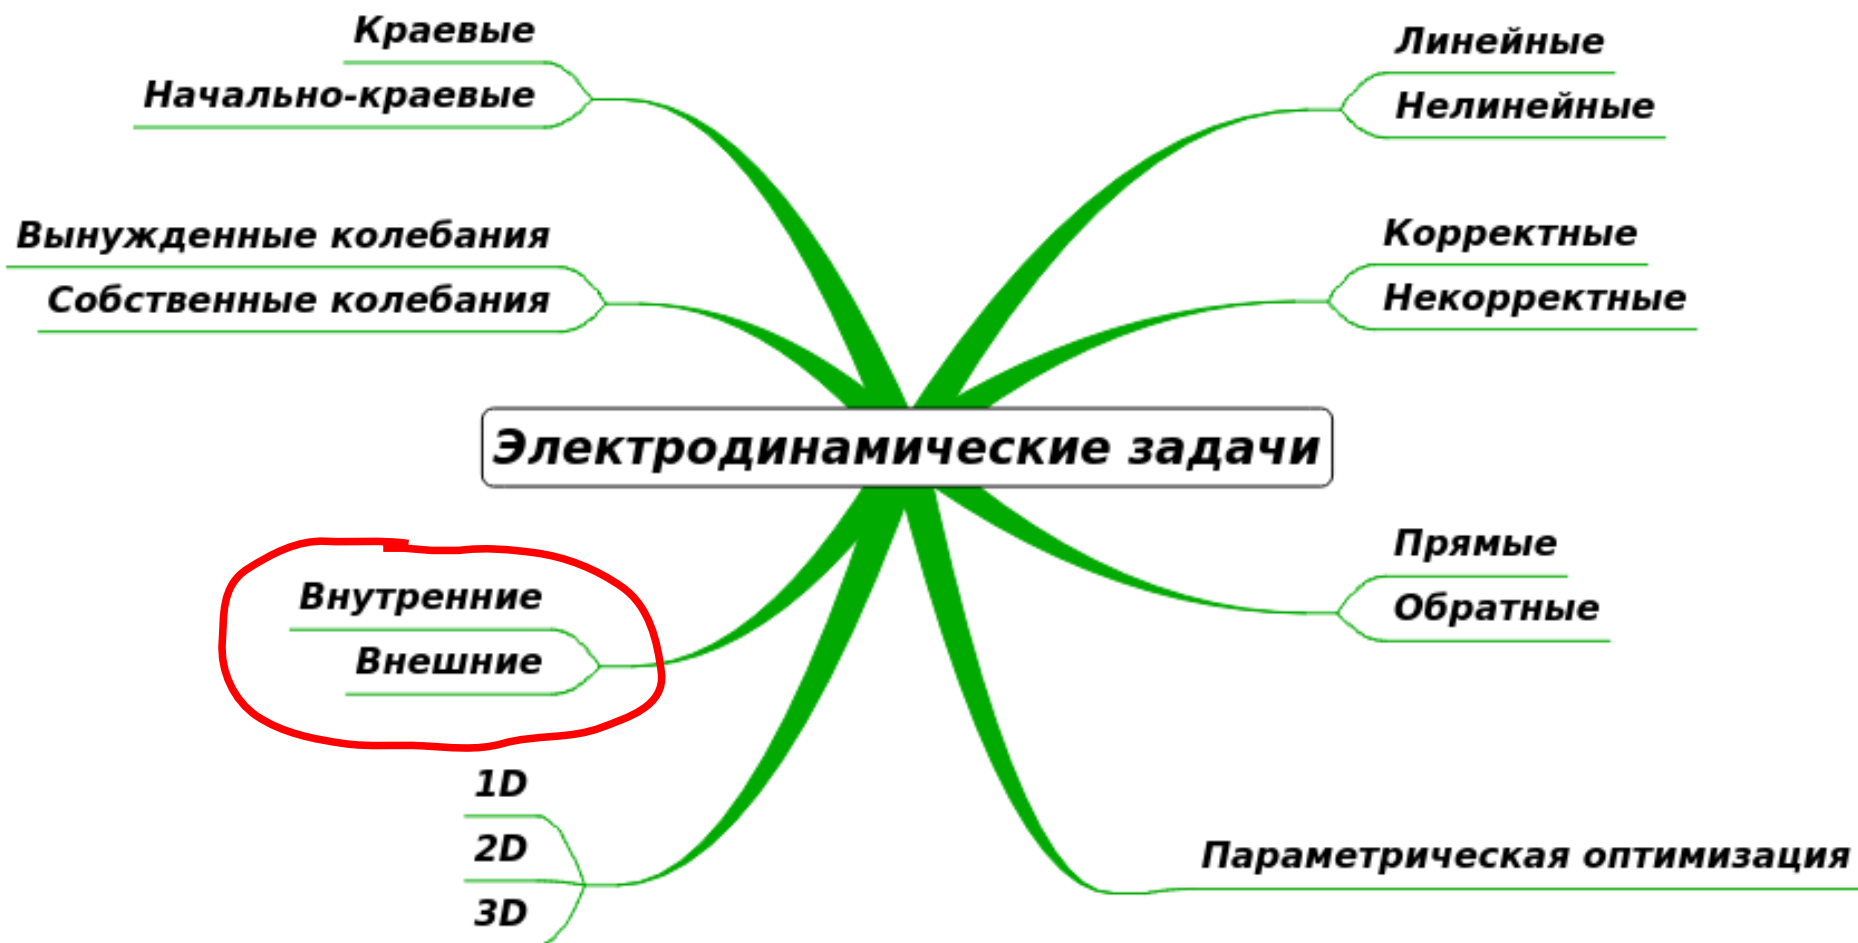 Краевые
Начально-краевые
Вынужденные колебания
Собственные колебания
Линейные
Нелинейные
Корректные
Некорректные
Электродинамические задачи
Внутренние
Внешние
1D
2D
3D
Прямые
Обратные
Параметрическая оптимизация